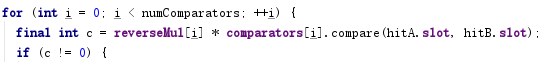 for (int i = 0; i < numComparators; ++i) {
final int c = reverseMul[i] * comparators[i].compare(hitA.slot, hitB.slot);
if (c != 0) {